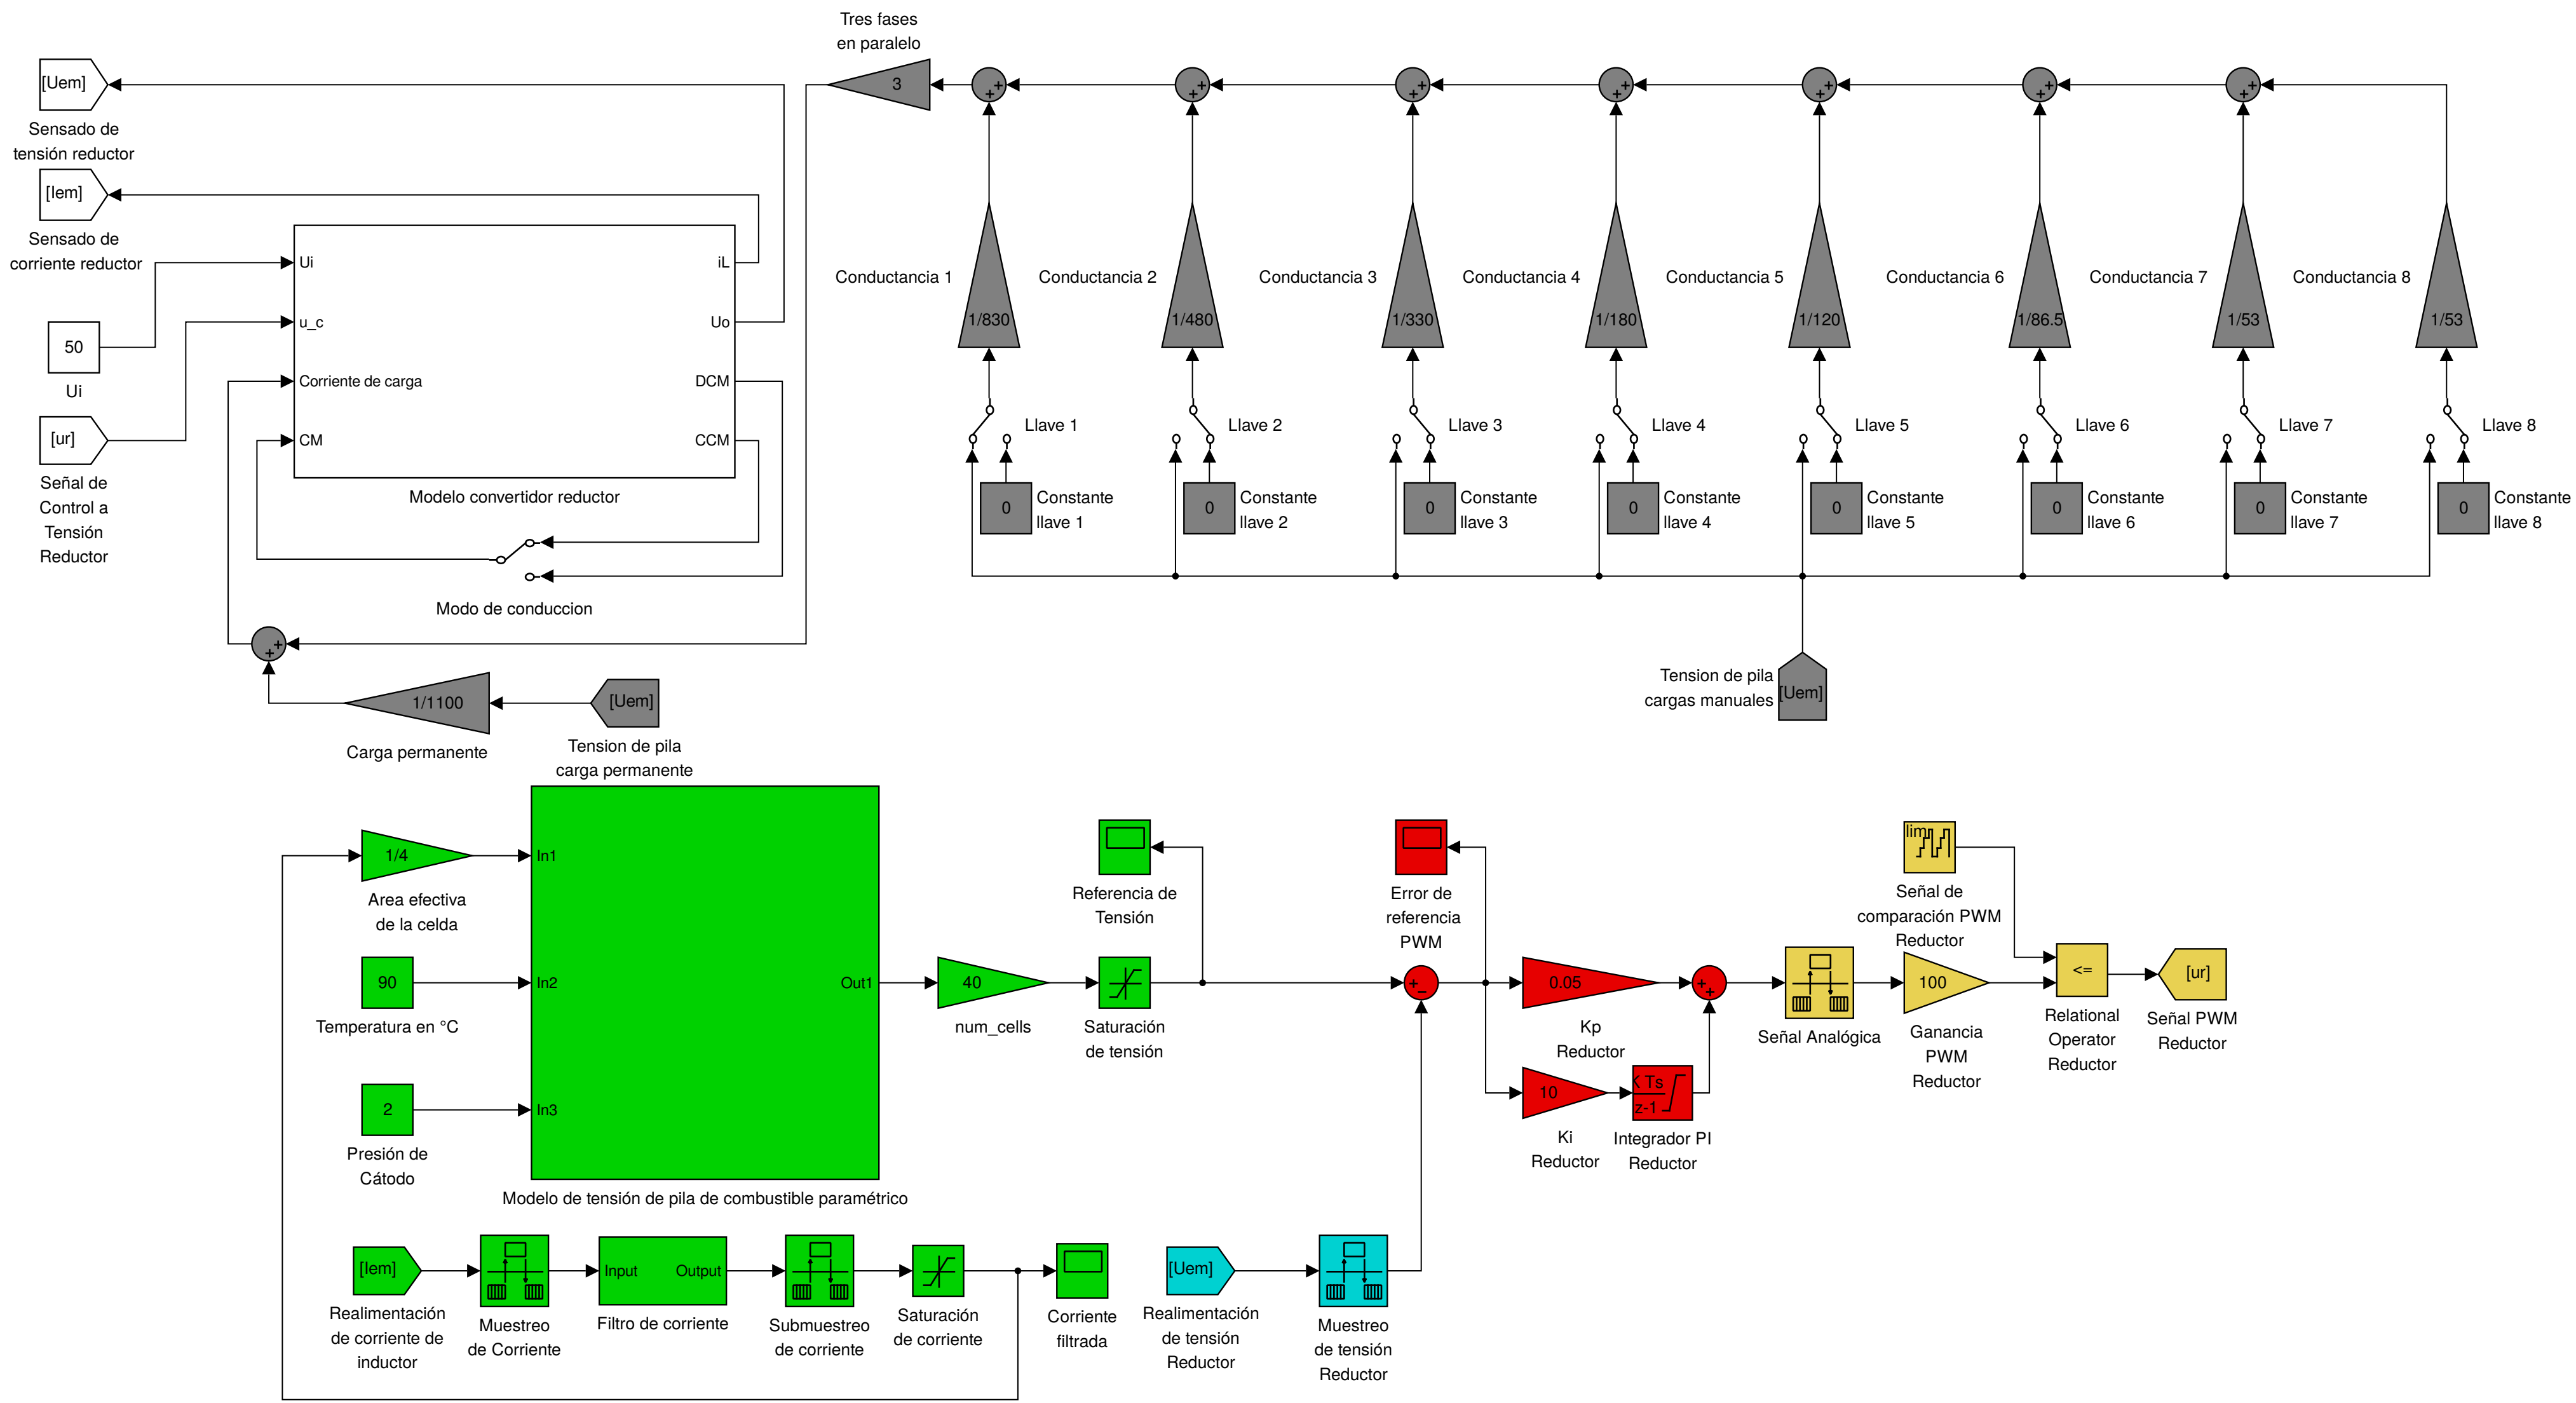 Tres fases
en paralelo
3
[Uem]
Sensado de
tensión reductor
[Iem]
Sensado de
corriente reductor
50
Ui
[ur]
Señal de
Control a
Tensión
Reductor
Ui
u_c
Corriente de carga
CM
iL
Uo
DCM
CCM
Modelo convertidor reductor
Modo de conduccion
1/1100
Carga permanente
[Uem]
Tension de pila
carga permanente
Conductancia 1
1/830
Conductancia 2
1/480
Conductancia 3
1/330
Conductancia 4
1/180
Conductancia 5
1/120
Conductancia 6
1/86.5
Conductancia 7
1/53
Conductancia 8
1/53
Llave 1
Llave 2
Llave 3
Llave 4
Llave 5
Llave 6
Llave 7
Llave 8
0
Constante
llave 1
0
Constante
llave 2
0
Constante
llave 3
0
Constante
llave 4
0
Constante
llave 5
0
Constante
llave 6
0
Constante
llave 7
0
Constante
llave 8
Tension de pila
cargas manuales
[Uem]
1/4
Area efectiva
de la celda
90
Temperatura en °C
2
Presión de
Cátodo
In1
In2
In3
Out1
Modelo de tensión de pila de combustible paramétrico
40
num_cells
Saturación
de tensión
Referencia de
Tensión
Error de
referencia
PWM
0.05
Kp
Reductor
10
Ki
Reductor
K Ts
z-1
Integrador PI
Reductor
Señal Analógica
lim
Señal de
comparación PWM
Reductor
100
Ganancia
PWM
Reductor
<=
Relational
Operator
Reductor
[ur]
Señal PWM
Reductor
[Iem]
Realimentación
de corriente de
inductor
Muestreo
de Corriente
Input
Output
Filtro de corriente
Submuestreo
de corriente
Saturación
de corriente
Corriente
filtrada
[Uem]
Realimentación
de tensión
Reductor
Muestreo
de tensión
Reductor